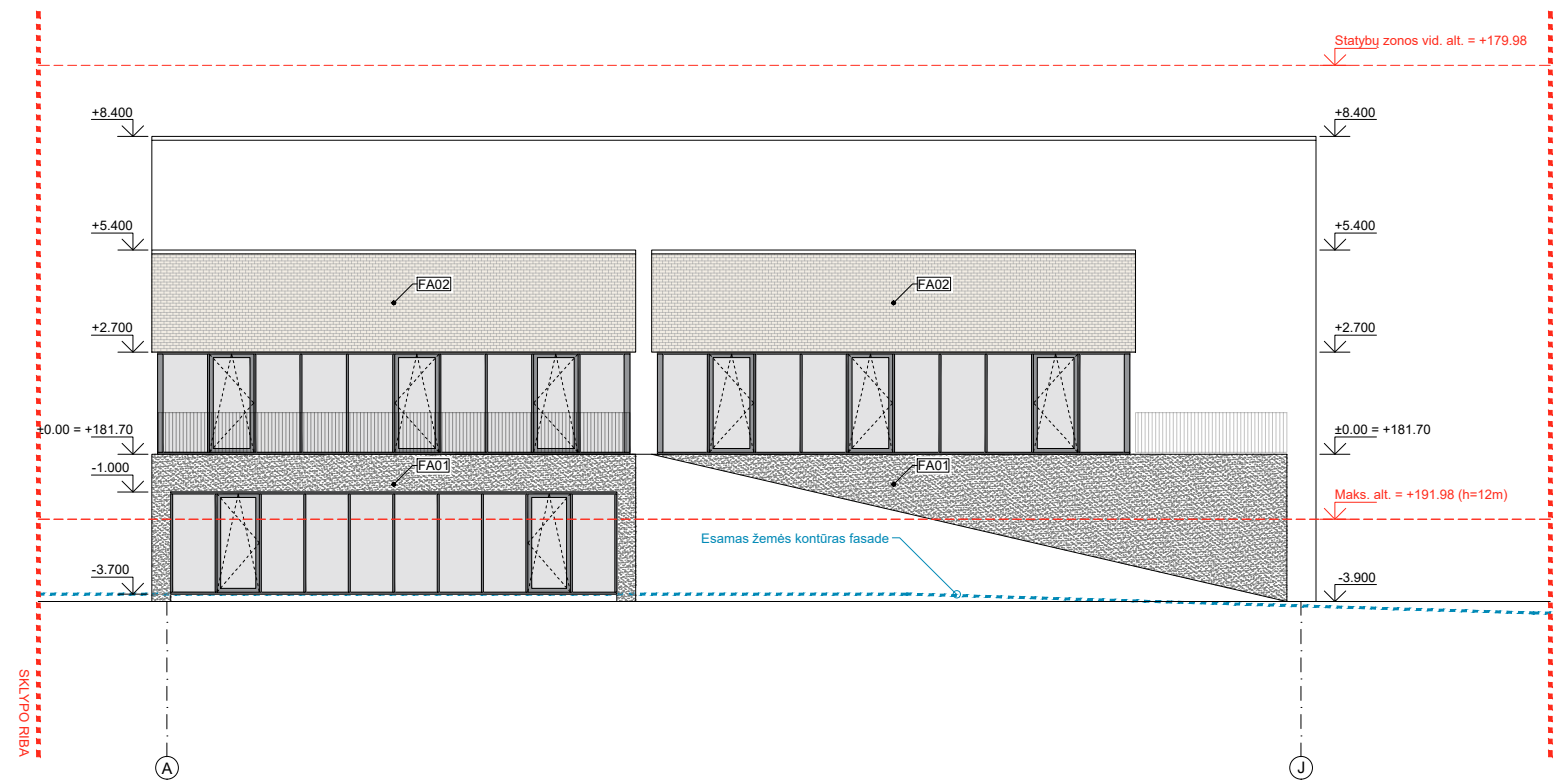 Statybų zonos vid. alt. = +179.98
+8.400
+8.400
+5.400
+5.400
FA02
FA02
+2.700
+2.700
±0.00 = +181.70
±0.00 = +181.70
FA01
FA01
-1.000
Maks. alt. = +191.98 (h=12m)
Esamas žemės kontūras fasade
-3.700
-3.900
SKLYPO RIBA
A
J